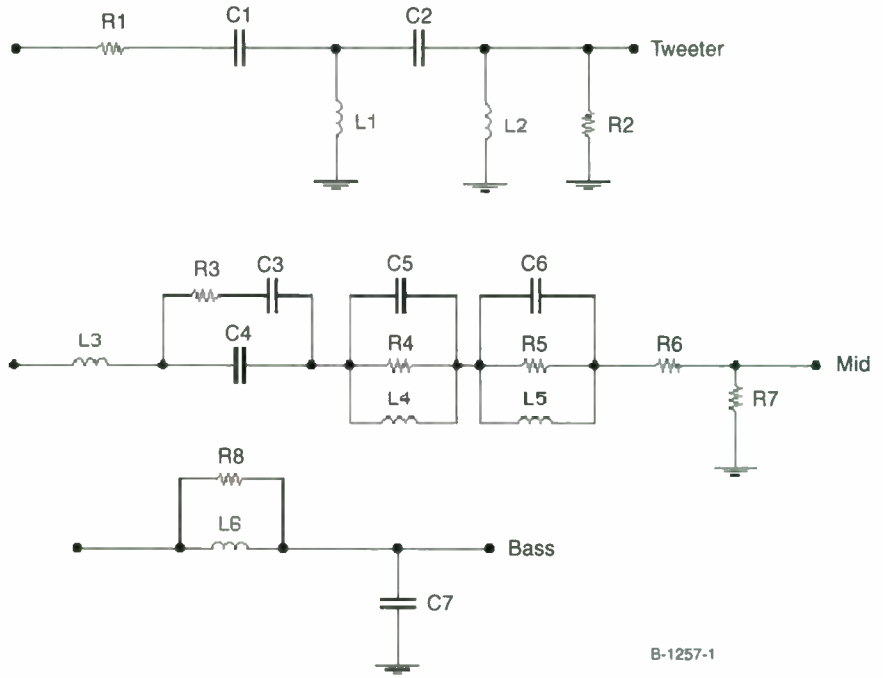 R1 C1 C2 Tweeter
L1 L2 R2
R3 C3 C5 C6
L3 C4 R4 R5 R6 Mid
L4 L5 R7
R8
L6 Bass
C7
B-1257-1